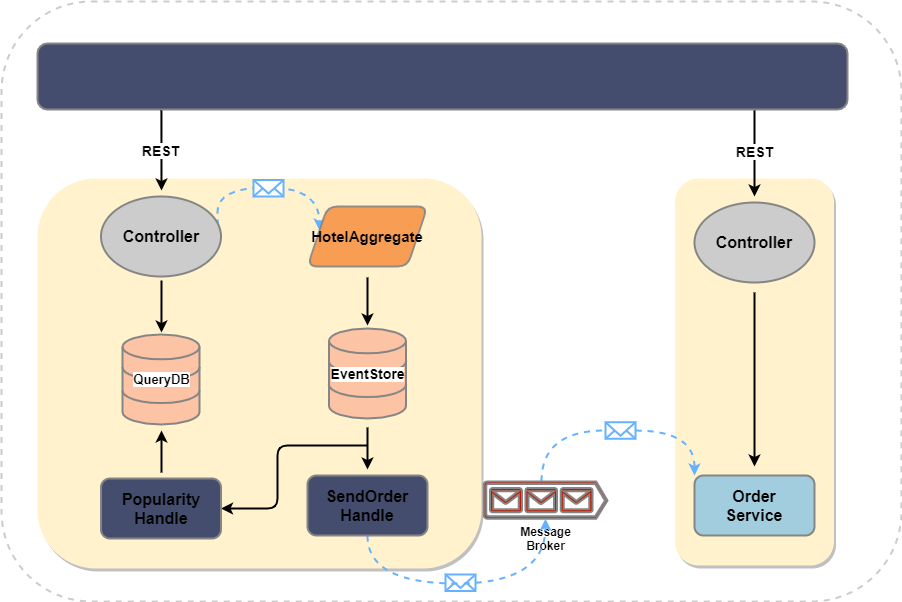 REST
REST
Controller
HotelAggregate
Controller
QueryDB
EventStore
Popularity
Handle
SendOrder
Handle
Order
Service
Message
Broker